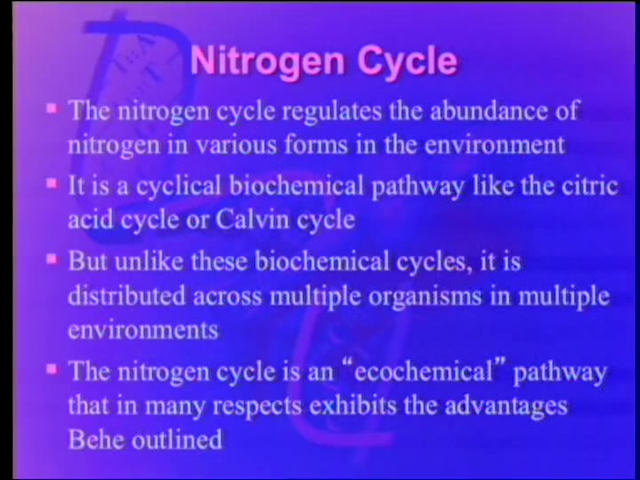 Nitrogen Cycle
The nitrogen cycle regulates the abundance of
nitrogen in various forms in the environment
It is a cyclical biochemical pathway like the citric
acid cycle or Calvin cycle
But unlike these biochemical cycles, it is
distributed across multiple organisms in multiple
environments
The nitrogen cycle is an “ecochemical” pathway
that in many respects exhibits the advantages
Behe outlined